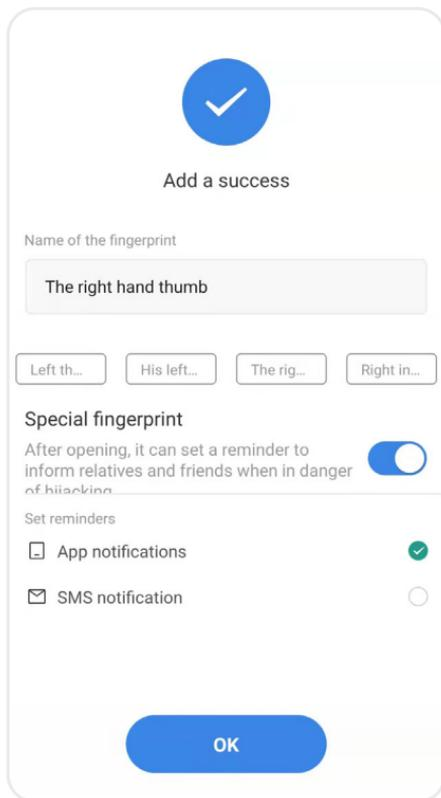 Add a success
Name of the fingerprint
The right hand thumb
Left th...
His left...
The rig...
Right in...
Special fingerprint
After opening, it can set a reminder to
inform relatives and friends when in danger
of hijacking
Set reminders
App notifications
SMS notification
OK